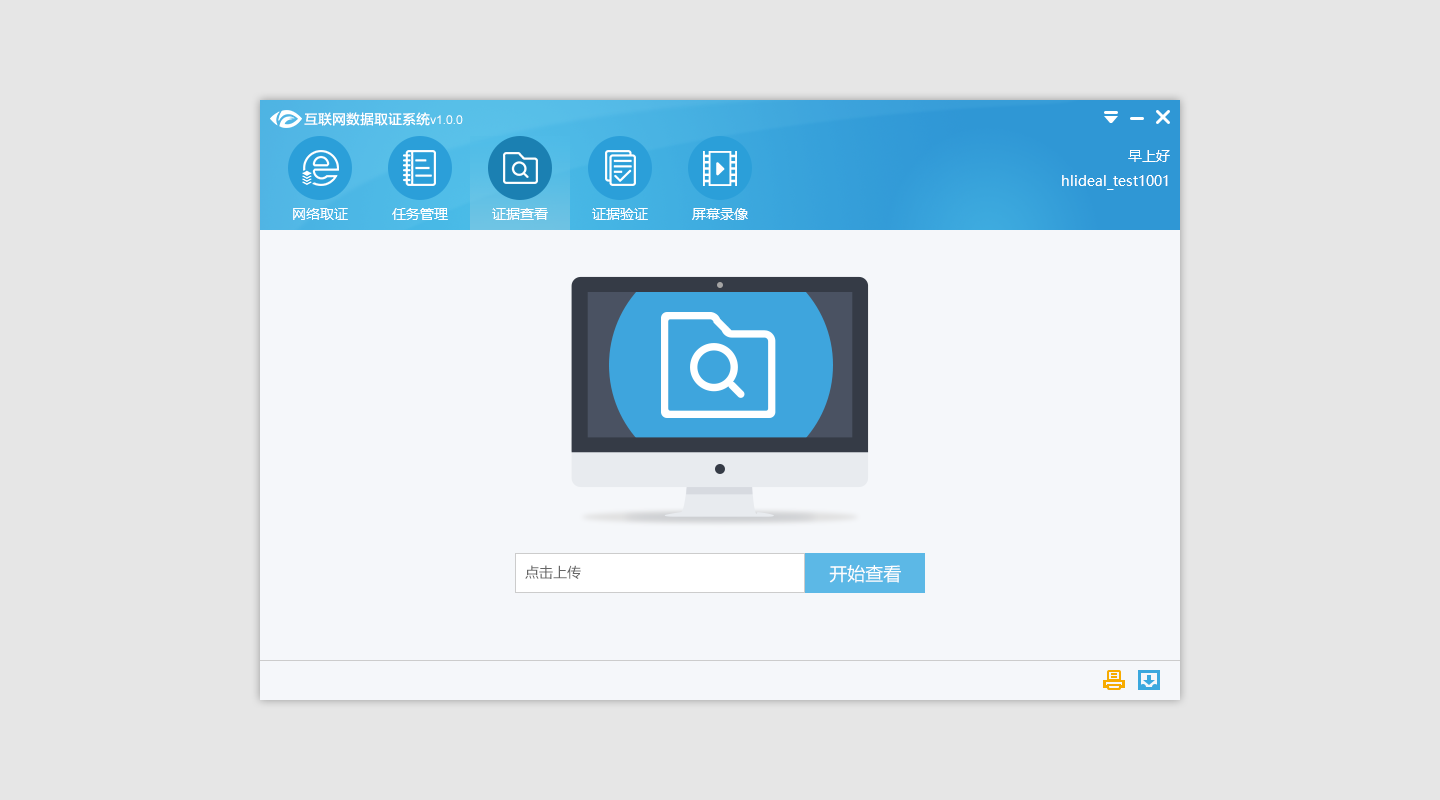 互联网数据取证系统v1.0.0
早上好
hlideal_test1001
网络取证 任务管理 证据查看 证据验证 屏幕录像
点击上传 开始查看